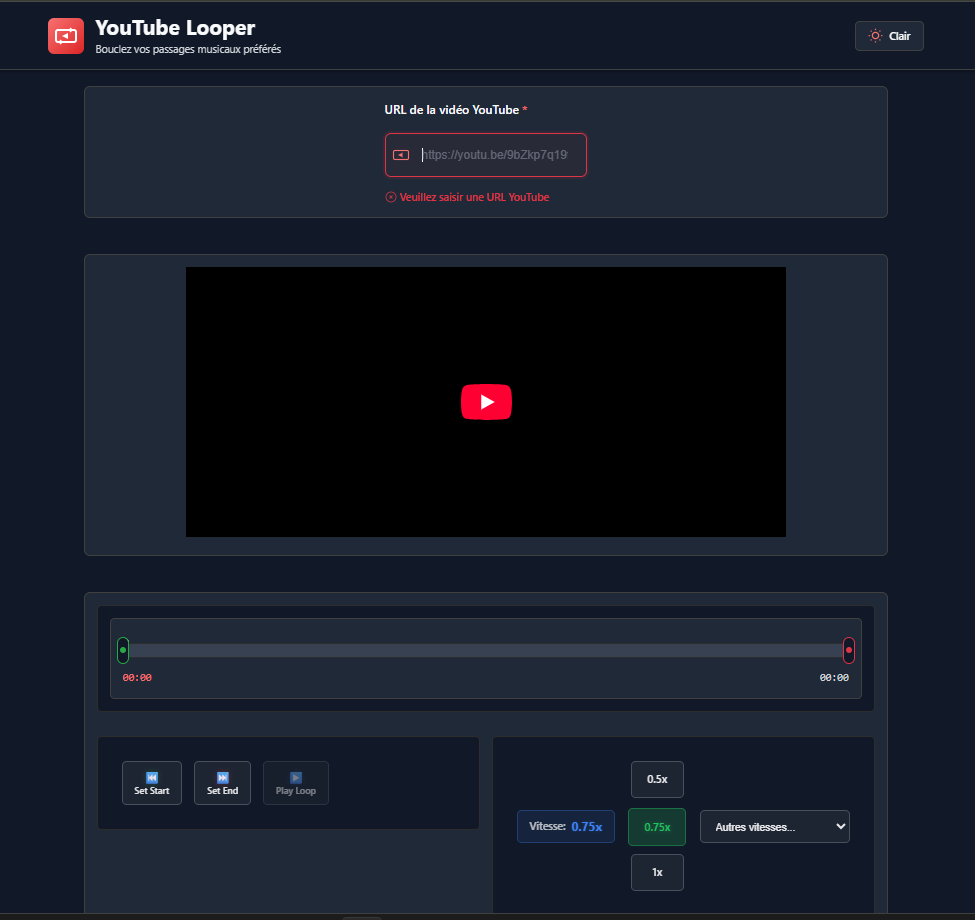 YouTube Looper
Bouclez vos passages musicaux préférés
Clair
URL de la vidéo YouTube *
https://youtu.be/9bZkp7q19
Veuillez saisir une URL YouTube
00:00
00:00
Set Start
Set End
Play Loop
0.5x
Vitesse: 0.75x
0.75x
Autres vitesses...
1x